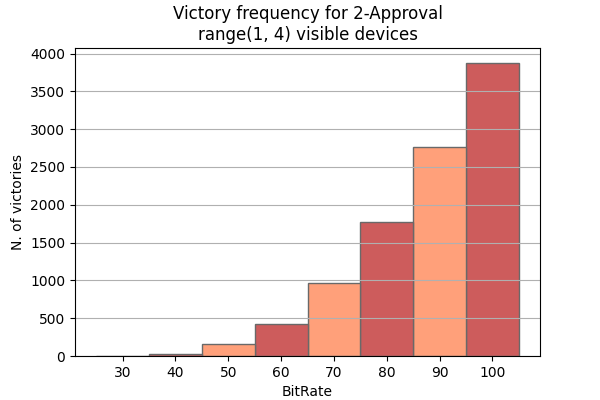 Victory frequency for 2-Approval
range(1, 4) visible devices
4000
3500
3000
2500
2000
1500
1000
500
0
N. of victories
30 40 50 60 70 80 90 100
BitRate